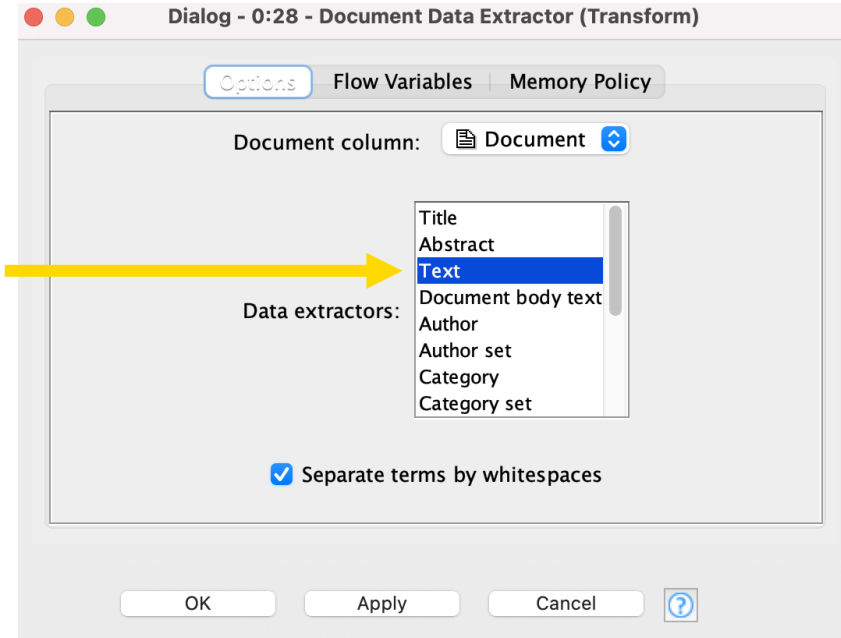 Dialog - 0:28 - Document Data Extractor (Transform)
Options Flow Variables Memory Policy
Document column: Document
Title
Abstract
Text
Document body text
Data extractors:
Author
Author set
Category
Category set
Separate terms by whitespaces
OK Apply Cancel ?